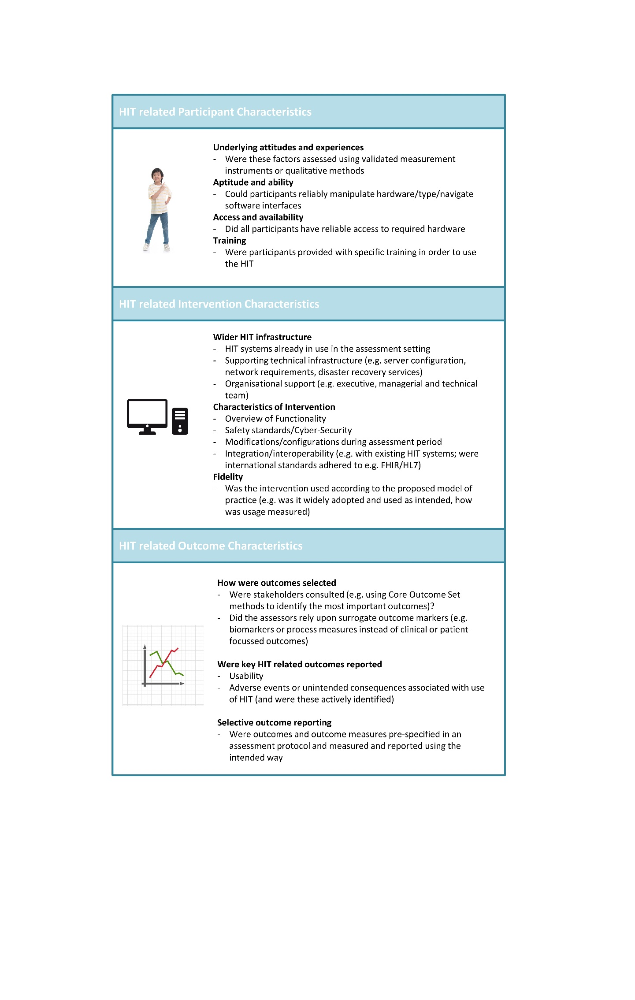 HIT related Participant Characteristics
Underlying attitudes and experiences
- Were these factors assessed using validated measurement
instruments or qualitative methods
Aptitude and ability
- Could participants reliably manipulate hardware/type/navigate
software interfaces
Access and availability
- Did all participants have reliable access to required hardware
Training
- Were participants provided with specific training in order to use
the HIT
HIT related Intervention Characteristics
Wider HIT infrastructure
- HIT systems already in use in the assessment setting
- Supporting technical infrastructure (e.g. server configuration,
network requirements, disaster recovery services)
- Organisational support (e.g. executive, managerial and technical
team)
Characteristics of Intervention
- Overview of Functionality
- Safety standards/Cyber-Security
- Modifications/configurations during assessment period
- Integration/interoperability (e.g. with existing HIT systems; were
international standards adhered to e.g. FHIR/HL7)
Fidelity
- Was the intervention used according to the proposed model of
practice (e.g. was it widely adopted and used as intended, how
was usage measured)
HIT related Outcome Characteristics
How were outcomes selected
- Were stakeholders consulted (e.g. using Core Outcome Set
methods to identify the most important outcomes)?
- Did the assessors rely upon surrogate outcome markers (e.g.
biomarkers or process measures instead of clinical or patient-
focussed outcomes)
Were key HIT related outcomes reported
- Usability
- Adverse events or unintended consequences associated with use
of HIT (and were these actively identified)
Selective outcome reporting
- Were outcomes and outcome measures pre-specified in an
assessment protocol and measured and reported using the
intended way